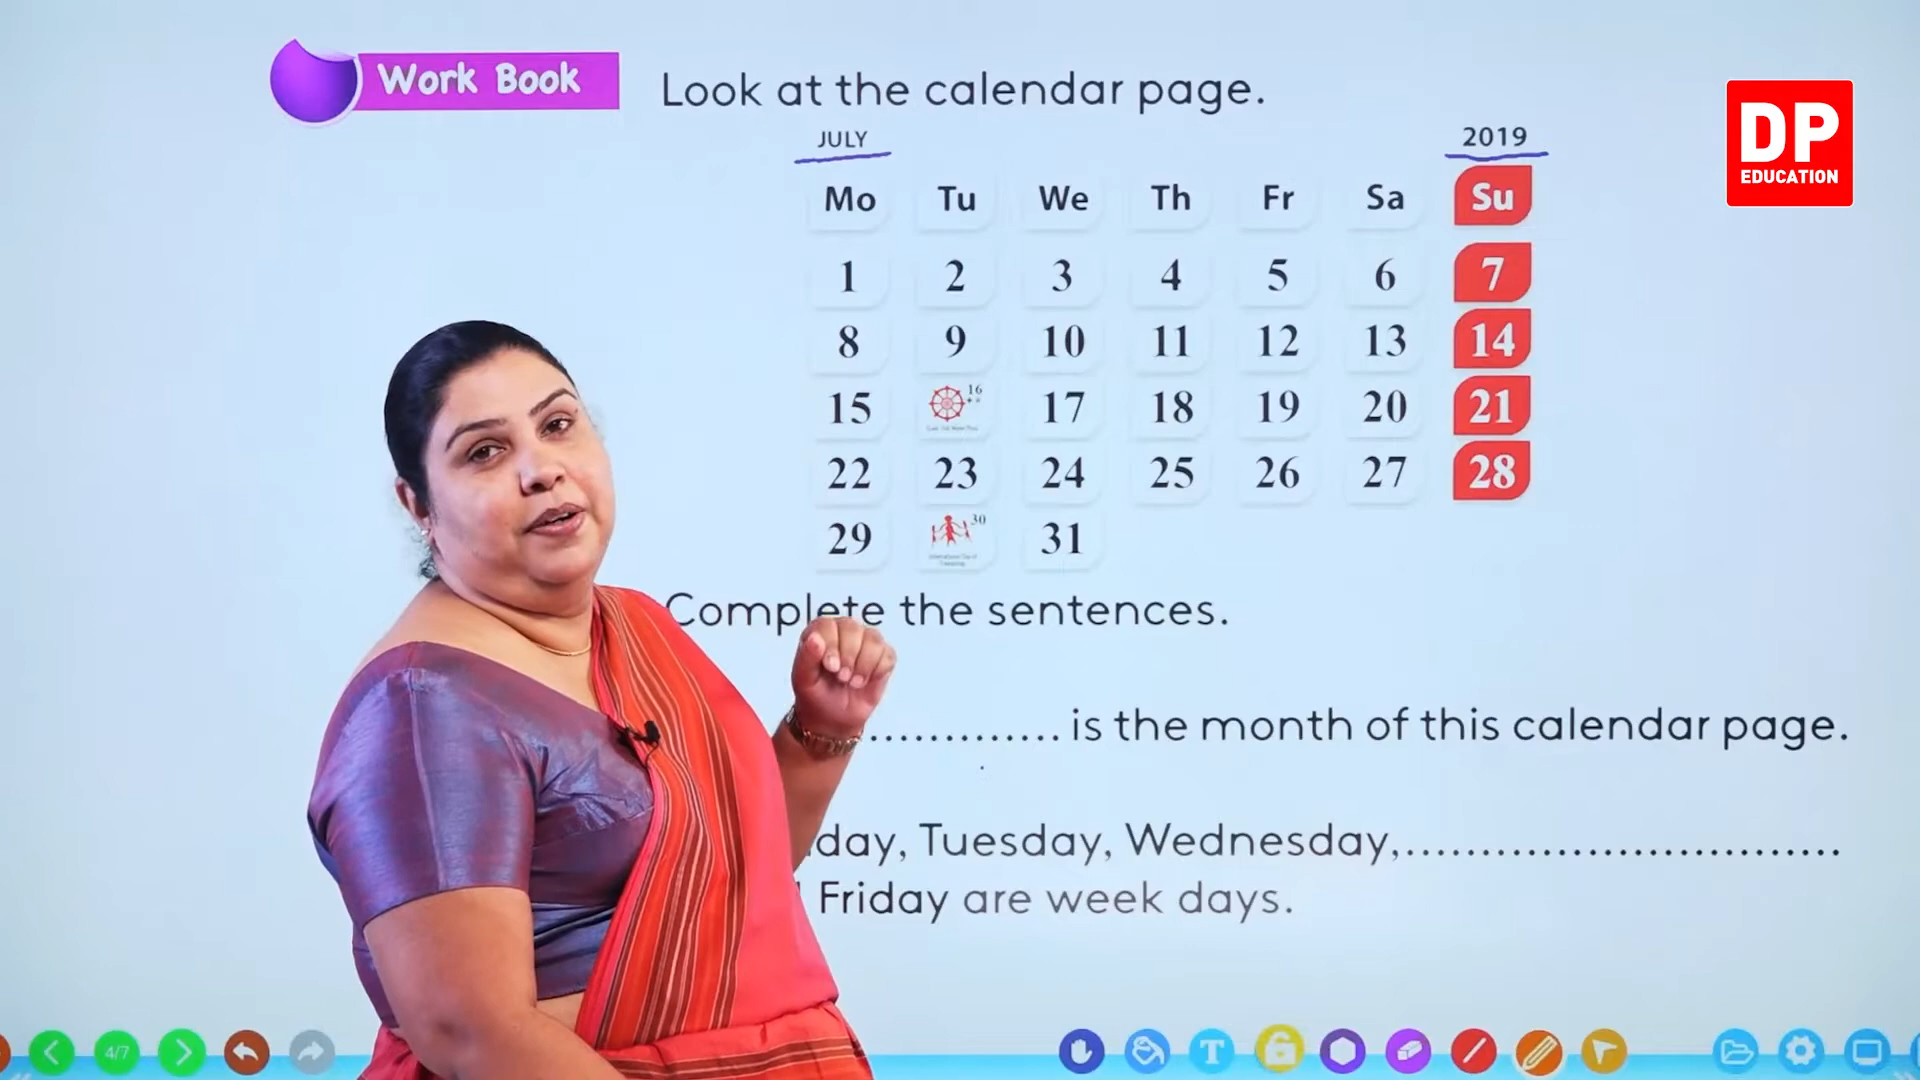 Work Book
Look at the calendar page.
DP
EDUCATION
JULY
2019
Mo Tu We Th Fr Sa Su
1 2 3 4 5 6 7
8 9 10 11 12 13 14
15 16 17 18 19 20 21
22 23 24 25 26 27 28
29 30 31
Complete the sentences.
.............. is the month of this calendar page.
day, Tuesday, Wednesday,.............................
Friday are week days.
4/7
T